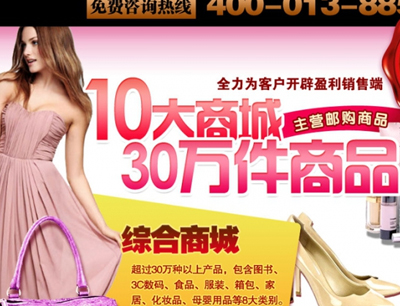 免费咨询热线 400-013-88
全力为客户开辟盈利销售端
10大商城
主营邮购商品
30万件商品
综合商城
超过30万种以上产品，包含图书、
3C数码、食品、服装、箱包、家
居、化妆品、母婴用品等8大类别。